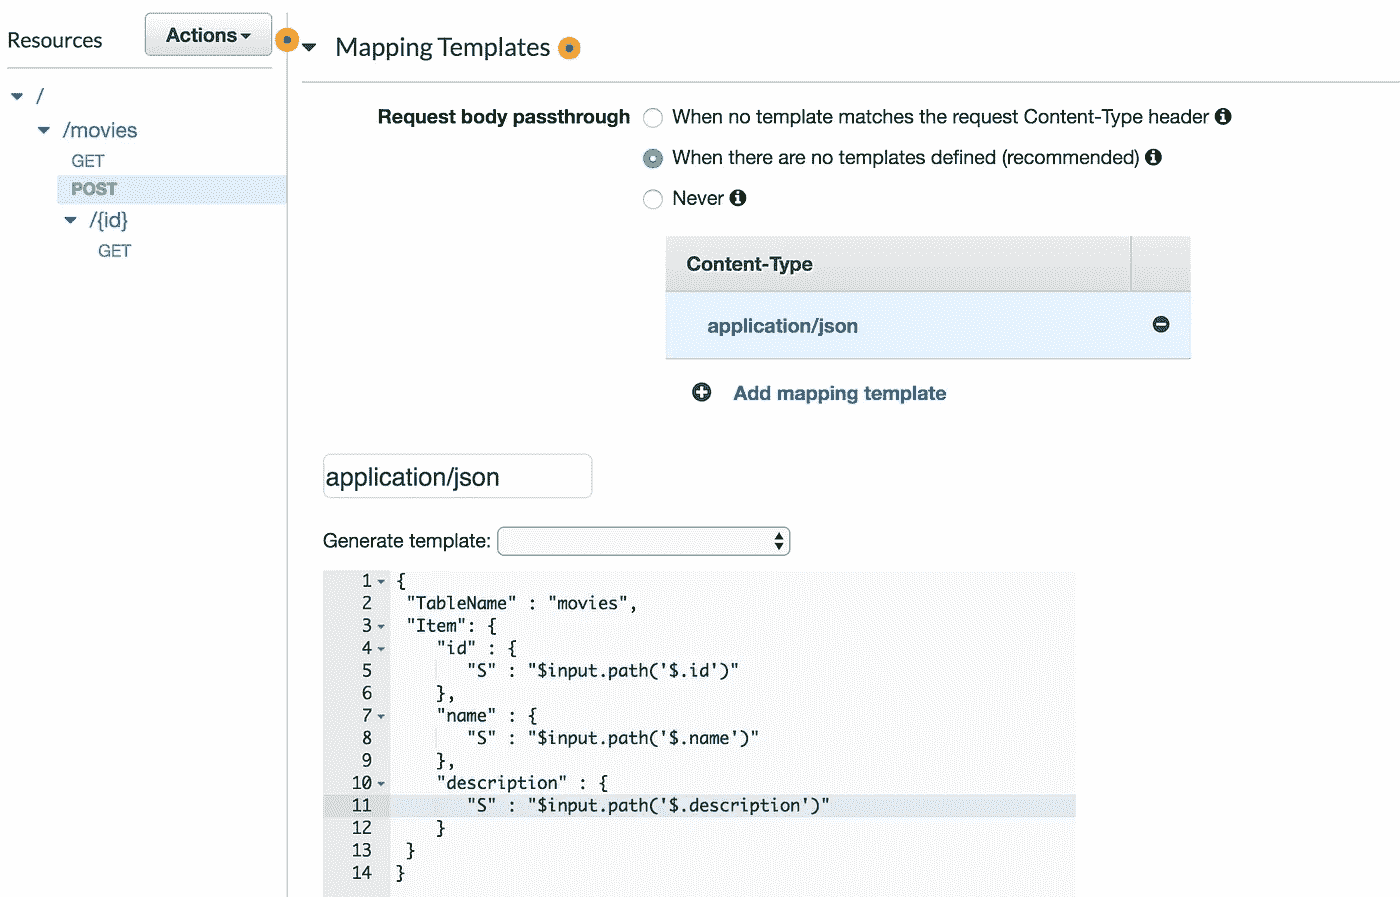 Resources
Actions
/
/movies
GET
POST
/{id}
GET
Mapping Templates
Request body passthrough
When no template matches the request Content-Type header
When there are no templates defined (recommended)
Never
Content-Type
application/json
Add mapping template
application/json
Generate template:
1 {
2 "TableName" : "movies",
3 "Item": {
4 "id" : {
5 "S" : "$input.path('$.id')"
6 },
7 "name" : {
8 "S" : "$input.path('$.name')"
9 },
10 "description" : {
11 "S" : "$input.path('$.description')"
12 }
13 }
14 }